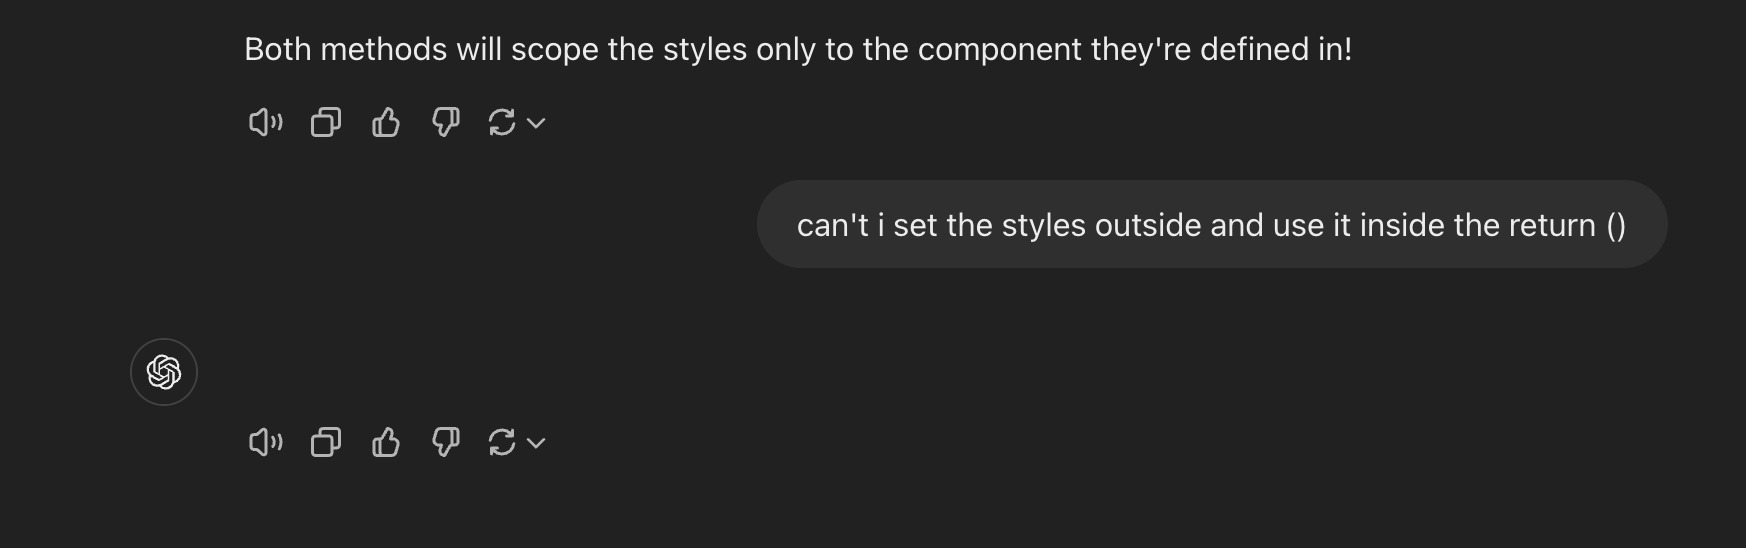 Both methods will scope the styles only to the component they're defined in!
can't i set the styles outside and use it inside the return ()